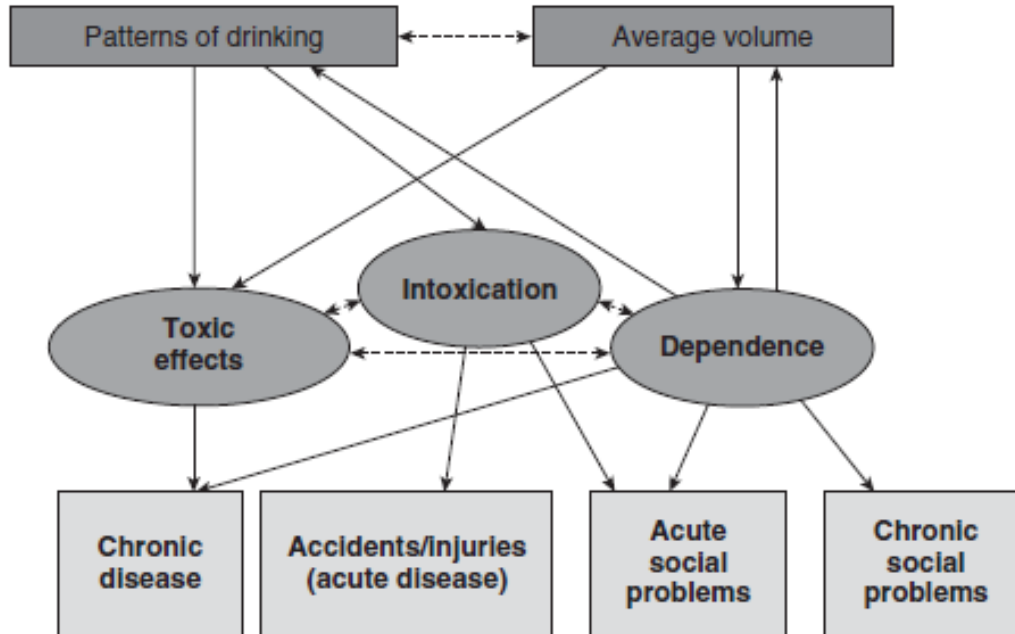 Patterns of drinking
Average volume
Intoxication
Toxic
effects
Dependence
Chronic
disease
Accidents/injuries
(acute disease)
Acute
social
problems
Chronic
social
problems